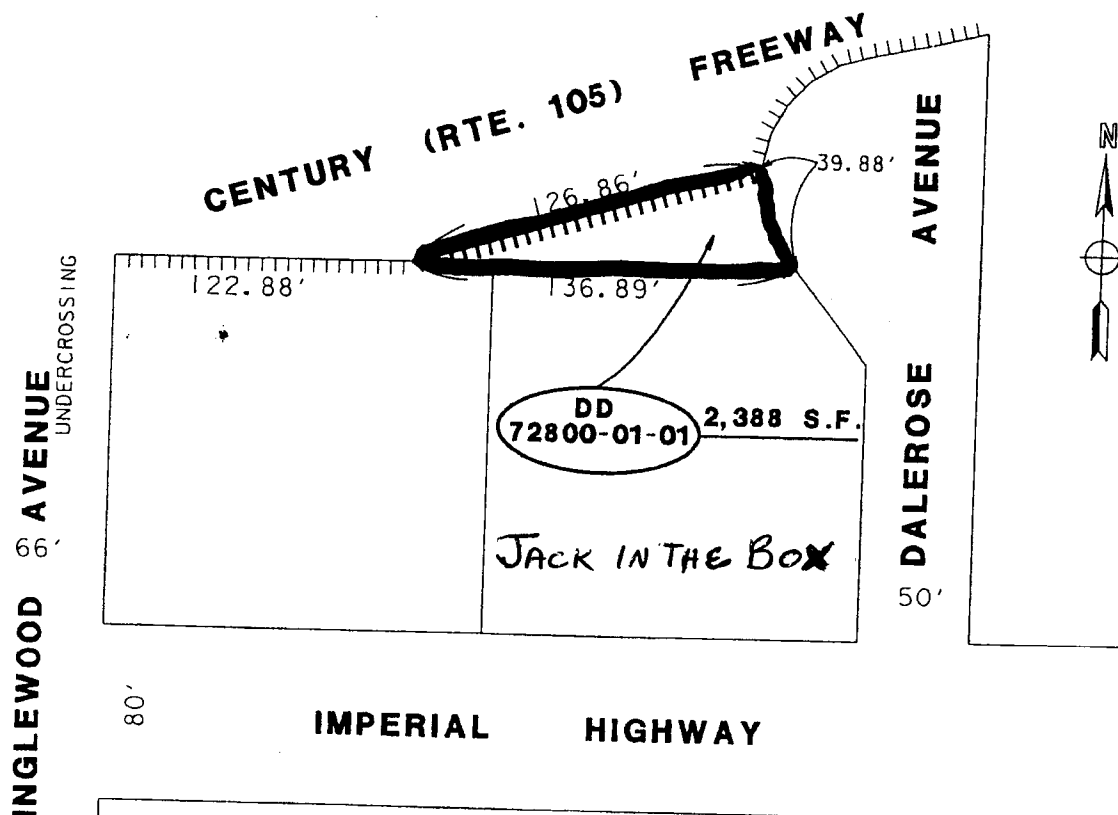 CENTURY (RTE. 105) FREEWAY
126.86'
39.88'
N
AVENUE
122.88'
136.89'
UNDERCROSSING
DD
72800-01-01
2,388 S.F.
JACK IN THE BOX
INGLEWOOD 66' AVENUE
DALEROSE
50'
80'
IMPERIAL HIGHWAY